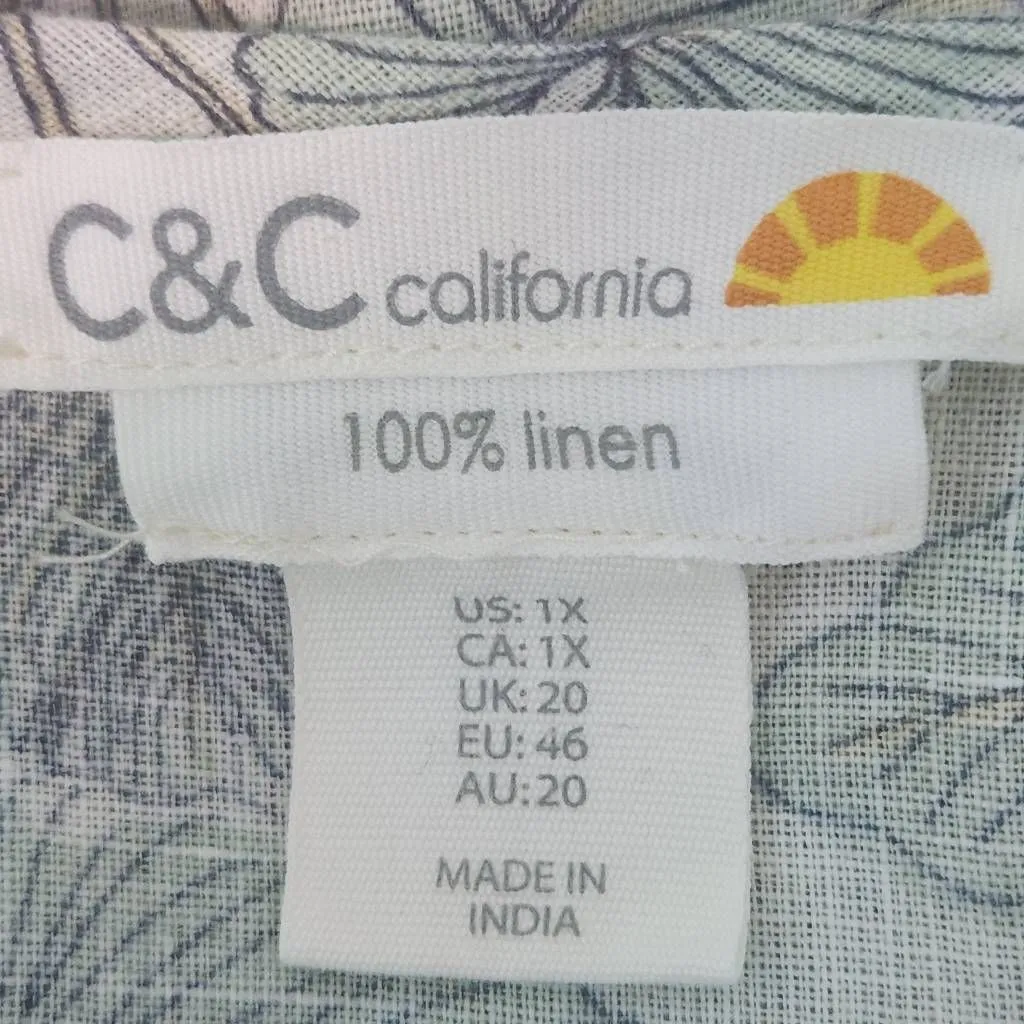 C&C california
100% linen
US: 1X
CA: 1X
UK: 20
EU: 46
AU: 20
MADE IN
INDIA